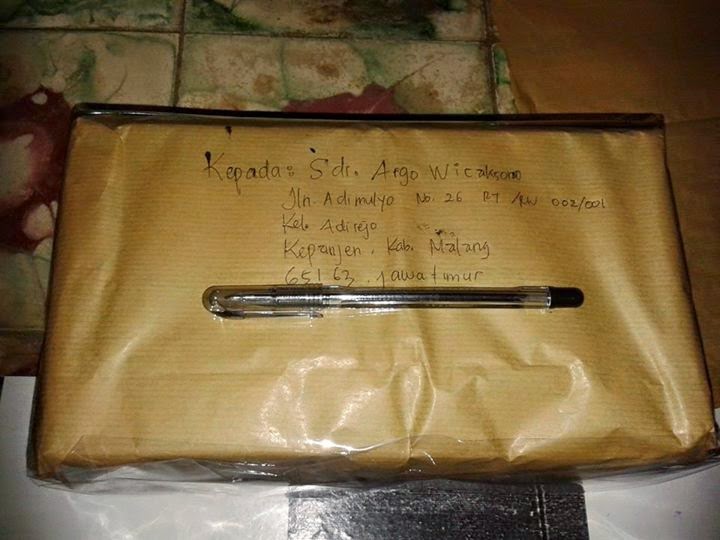 Kepada: Sdr. Argo Wicaksono
Jln. Adimulyo No. 26 RT/RW 002/001
Kel. Adirejo
Kepanjen. Kab. Malang
65163. Jawa timur